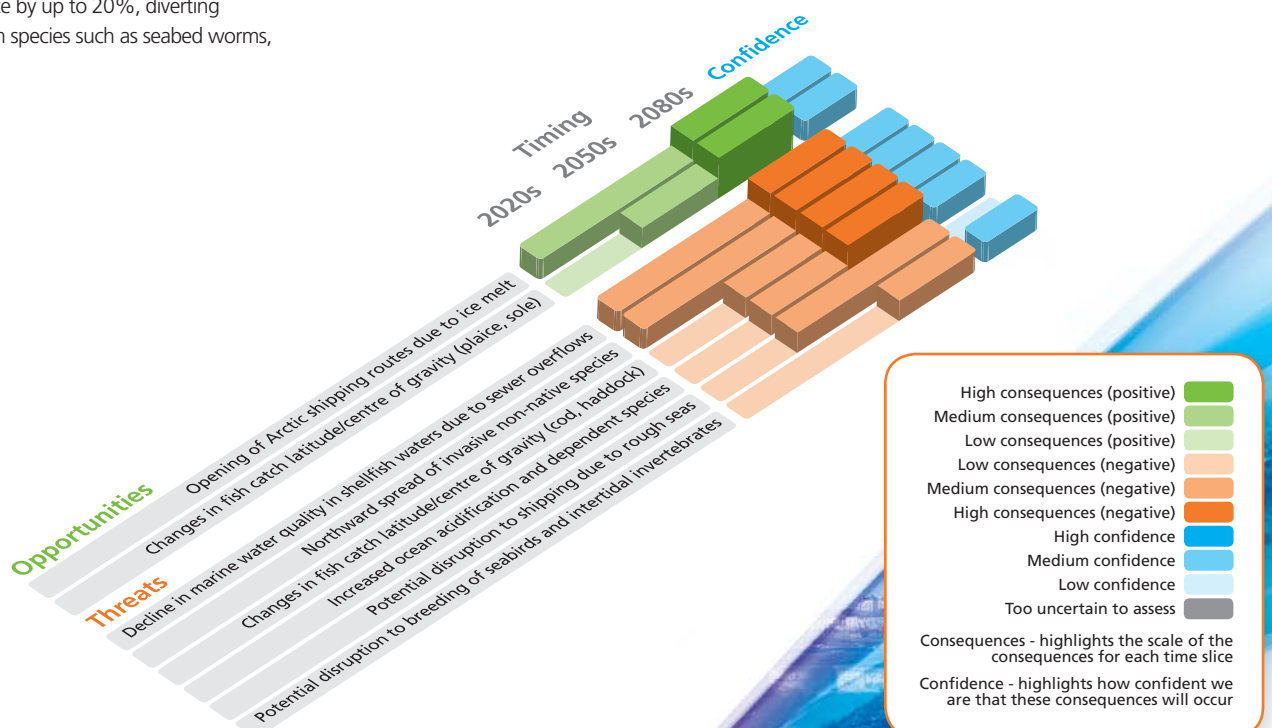 te by up to 20%, diverting
n species such as seabed worms,
Confidence
Timing
2020s
2050s
2080s
Opportunities
Opening of Arctic shipping routes due to ice melt
Changes in fish catch latitude/centre of gravity (plaice, sole)
Threats
Decline in marine water quality in shellfish waters due to sewer overflows
Northward spread of invasive non-native species
Changes in fish catch latitude/centre of gravity (cod, haddock)
Increased ocean acidification and dependent species
Potential disruption to shipping due to rough seas
Potential disruption to breeding of seabirds and intertidal invertebrates
High consequences (positive)
Medium consequences (positive)
Low consequences (positive)
Low consequences (negative)
Medium consequences (negative)
High consequences (negative)
High confidence
Medium confidence
Low confidence
Too uncertain to assess
Consequences - highlights the scale of the
consequences for each time slice
Confidence - highlights how confident we
are that these consequences will occur